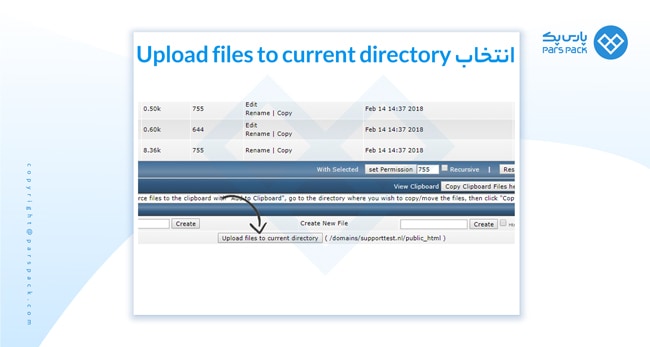 پارس پک
PARS PACK
انتخاب Upload files to current directory
0.50k 755 Edit Feb 14 14:37 2018
Rename | Copy
0.60k 644 Edit Feb 14 14:37 2018
Rename | Copy
8.36k 755 Rename | Copy Feb 14 14:37 2018
With Selected set Permission 755 Recursive | Res
View Clipboard Copy Clipboard Files he
rce files to the clipboard with "Add to Clipboard", go to the directory where you wish to copy/move the files, then click "Cop
Create Create New File Create
Upload files to current directory ( /domains/supporttest.nl/public_html )
copyright@parspack.com